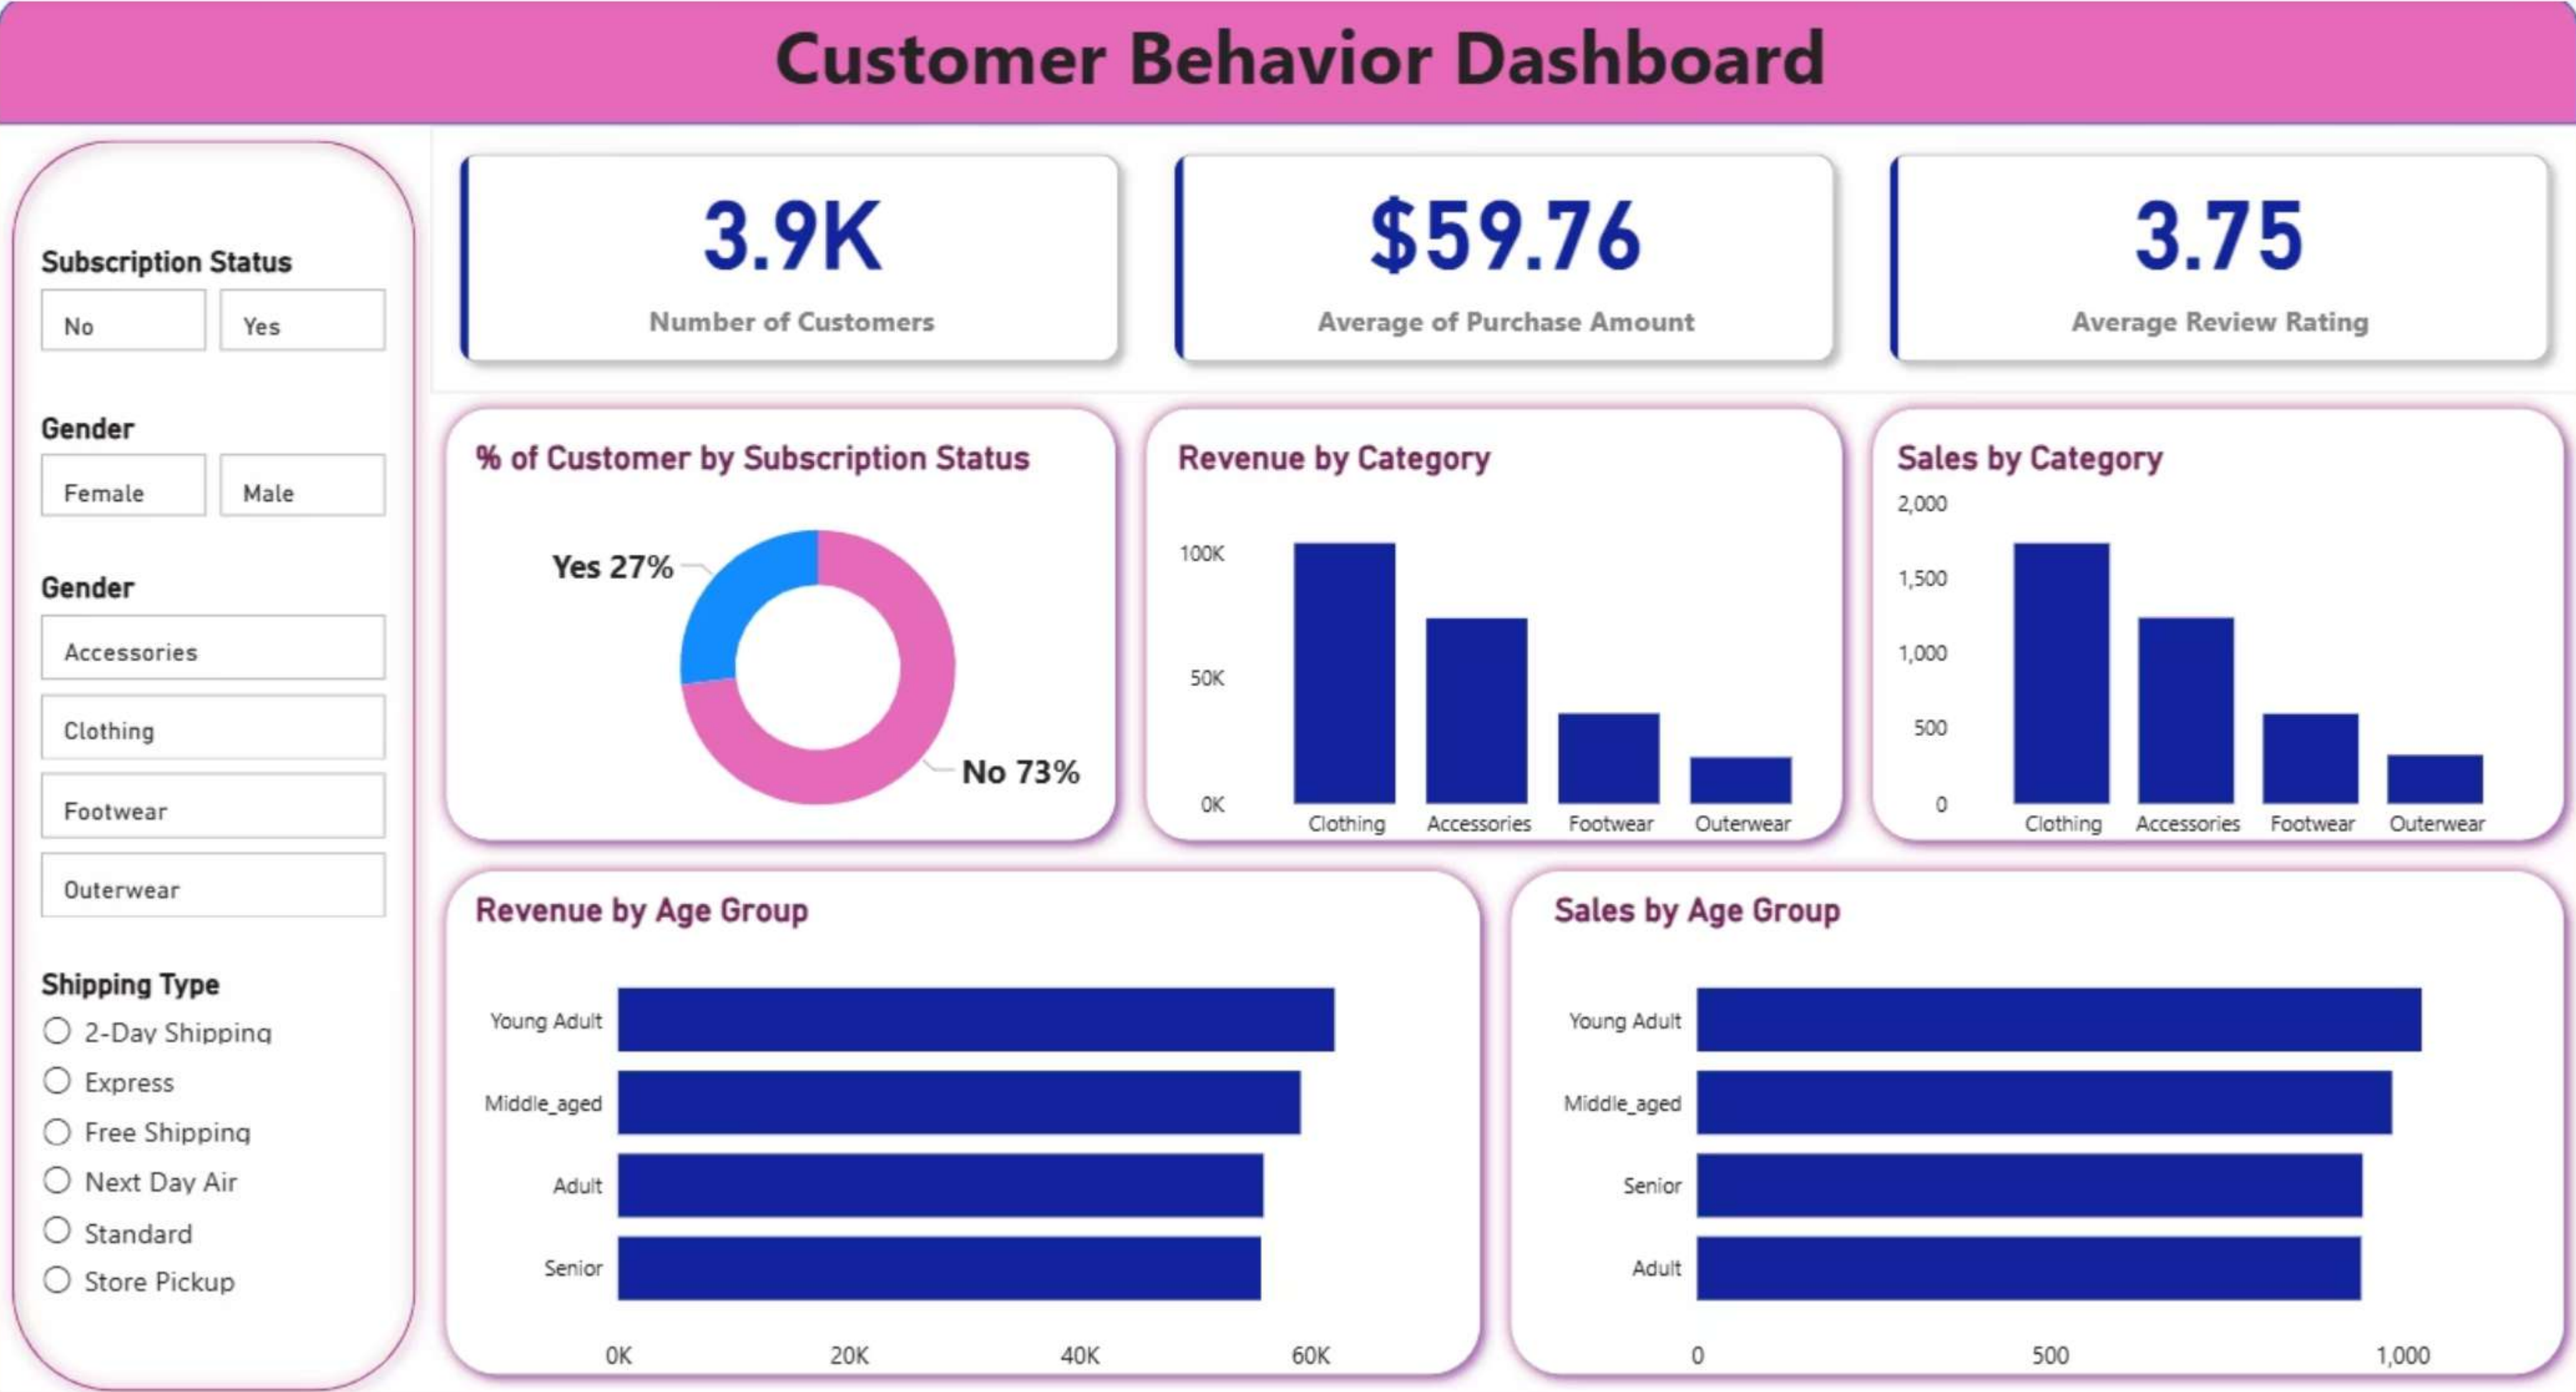 Customer Behavior Dashboard
Subscription Status
No Yes
Gender
Female Male
Gender
Accessories
Clothing
Footwear
Outerwear
Shipping Type
2-Day Shipping
Express
Free Shipping
Next Day Air
Standard
Store Pickup
3.9K
Number of Customers
$59.76
Average of Purchase Amount
3.75
Average Review Rating
% of Customer by Subscription Status
Yes 27%
No 73%
Revenue by Category
100K
50K
0K
Clothing Accessories Footwear Outerwear
Sales by Category
2,000
1,500
1,000
500
0
Clothing Accessories Footwear Outerwear
Revenue by Age Group
Young Adult
Middle_aged
Adult
Senior
0K 20K 40K 60K
Sales by Age Group
Young Adult
Middle_aged
Senior
Adult
0 500 1,000